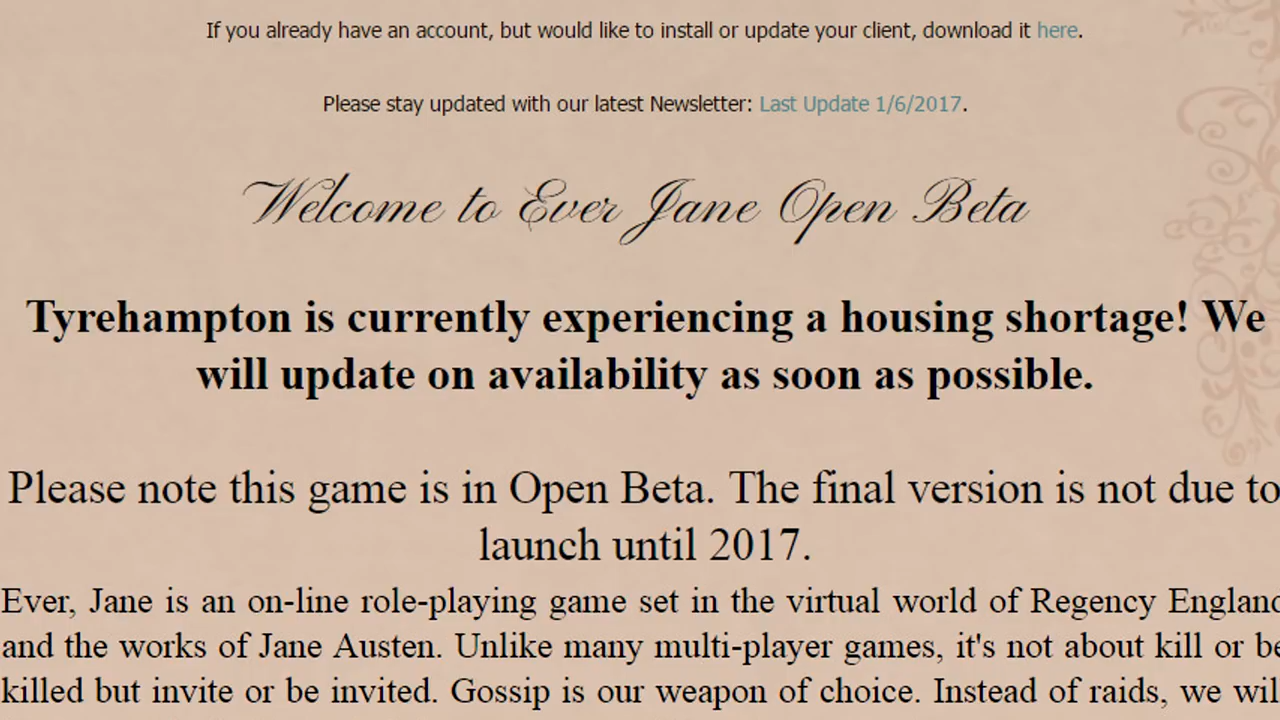 If you already have an account, but would like to install or update your client, download it here.
Please stay updated with our latest Newsletter: Last Update 1/6/2017.
Welcome to Ever Jane Open Beta
Tyrehampton is currently experiencing a housing shortage! We
will update on availability as soon as possible.
Please note this game is in Open Beta. The final version is not due to
launch until 2017.
Ever, Jane is an on-line role-playing game set in the virtual world of Regency England
and the works of Jane Austen. Unlike many multi-player games, it's not about kill or be
killed but invite or be invited. Gossip is our weapon of choice. Instead of raids, we will